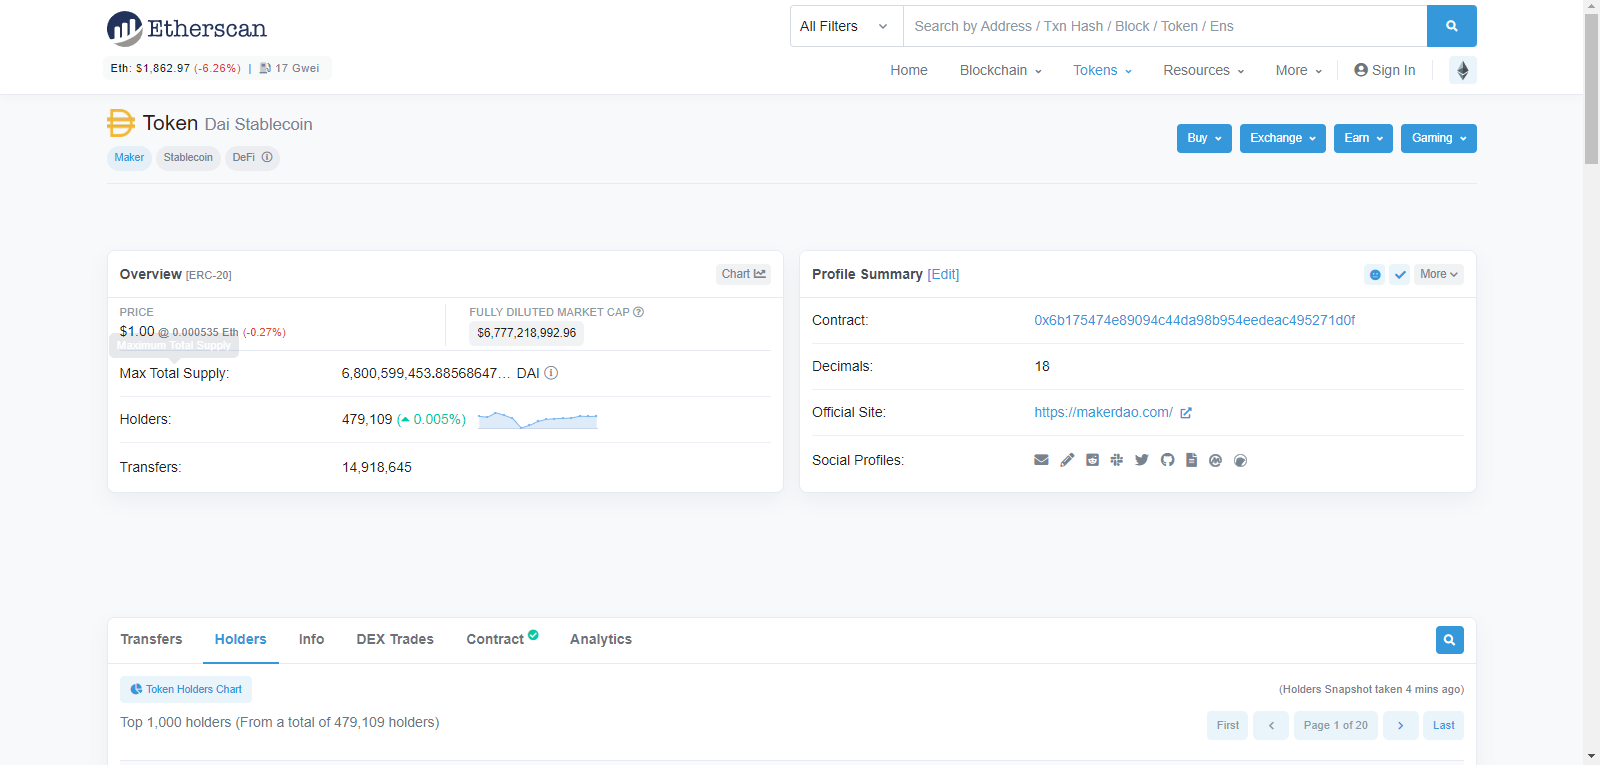 Etherscan
All Filters
Search by Address / Txn Hash / Block / Token / Ens
Eth: $1,862.97 (-6.26%) | 17 Gwei
Home Blockchain Tokens Resources More Sign In
Token Dai Stablecoin
Maker Stablecoin DeFi
Buy Exchange Earn Gaming
Overview [ERC-20]
Chart
PRICE
$1.00 @ 0.000535 Eth (-0.27%)
FULLY DILUTED MARKET CAP
$6,777,218,992.96
Maximum Total Supply
Max Total Supply: 6,800,599,453.88568647... DAI
Holders: 479,109 (0.005%)
Transfers: 14,918,645
Profile Summary [Edit]
More
Contract: 0x6b175474e89094c44da98b954eedeac495271d0f
Decimals: 18
Official Site: https://makerdao.com/
Social Profiles:
Transfers Holders Info DEX Trades Contract Analytics
Token Holders Chart
(Holders Snapshot taken 4 mins ago)
Top 1,000 holders (From a total of 479,109 holders)
First Page 1 of 20 Last